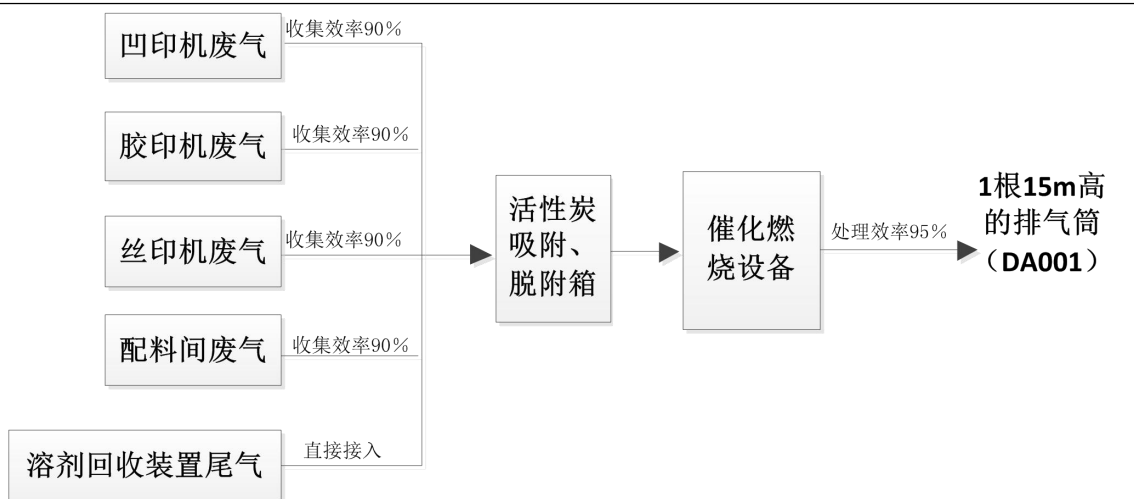 凹印机废气
收集效率90%
胶印机废气
收集效率90%
丝印机废气
收集效率90%
配料间废气
收集效率90%
溶剂回收装置尾气
直接接入
活性炭
吸附、
脱附箱
催化燃
烧设备
处理效率95%
1根15m高
的排气筒
（DA001）